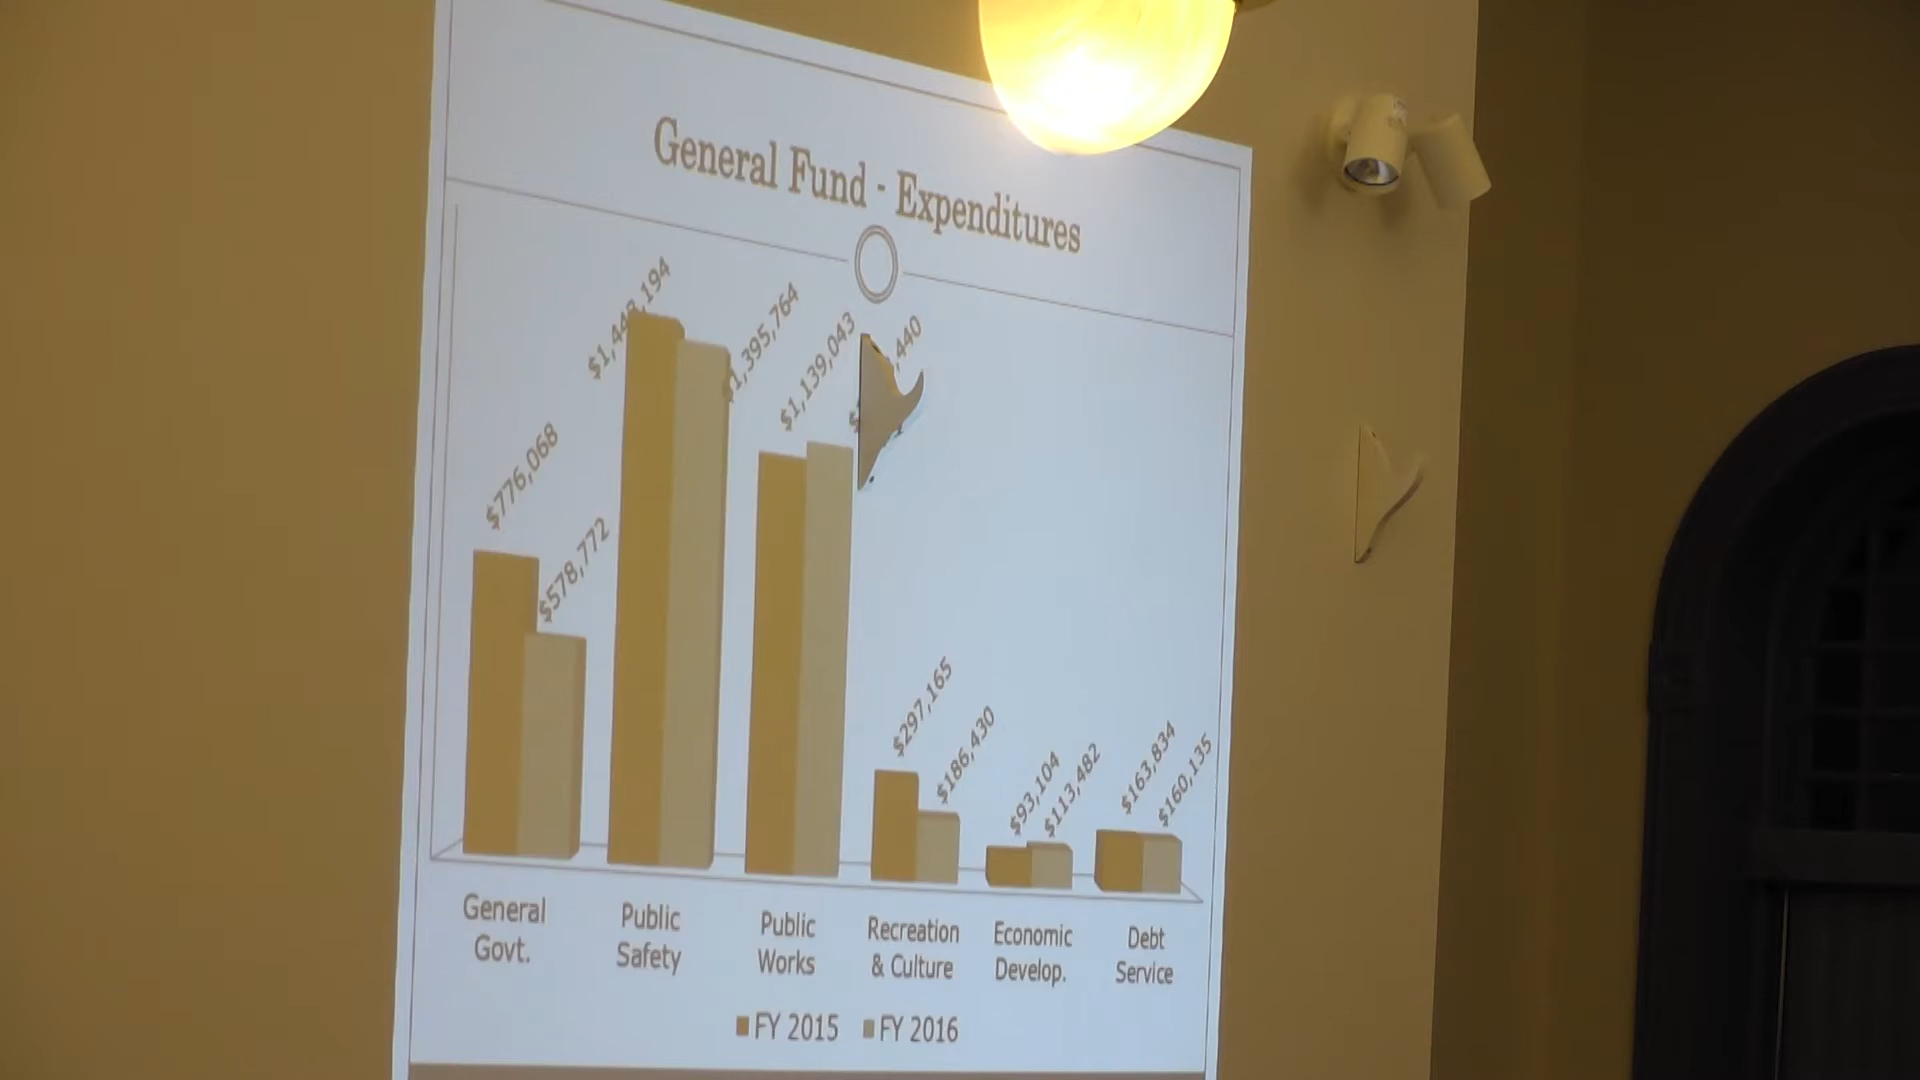 General Fund - Expenditures
$776,068
$578,772
1,395,764
$1,139,043
$297,165
$186,430
$93,104
$113,482
$163,834
$160,135
General
Govt.
Public
Safety
Public
Works
Recreation
& Culture
Economic
Develop.
Debt
Service
FY 2015
FY 2016